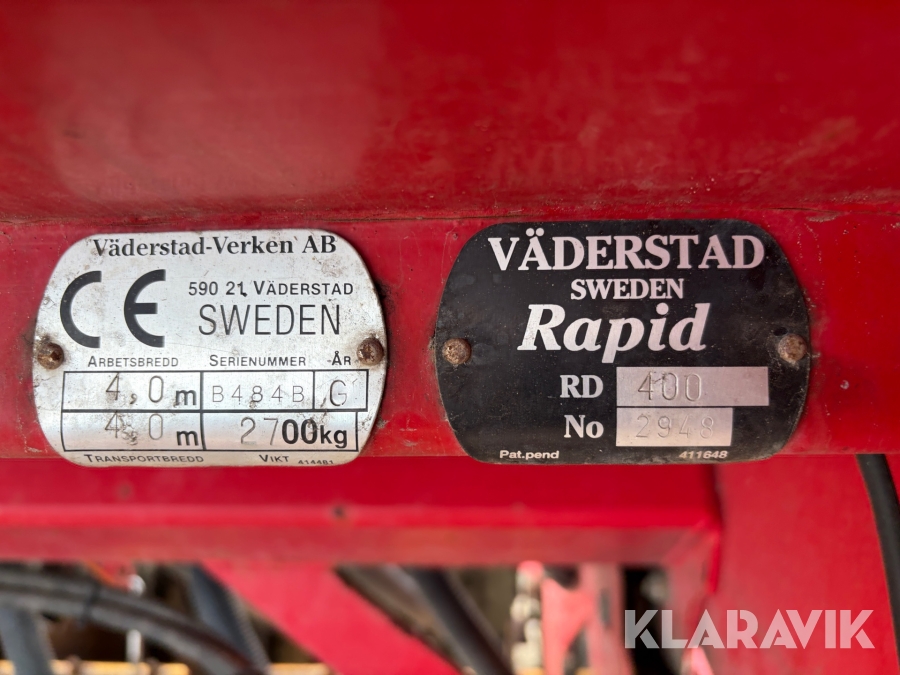 Väderstad-Verken AB
CE 590 21 VÄDERSTAD
SWEDEN
ARBETSBREDD SERIENUMMER ÅR
4,0 m B484B G
4,0 m 2700kg
TRANSPORTBREDD VIKT 414481
VÄDERSTAD
SWEDEN
Rapid
RD 400
No 2948
Pat.pend 411648
KLARAVIK